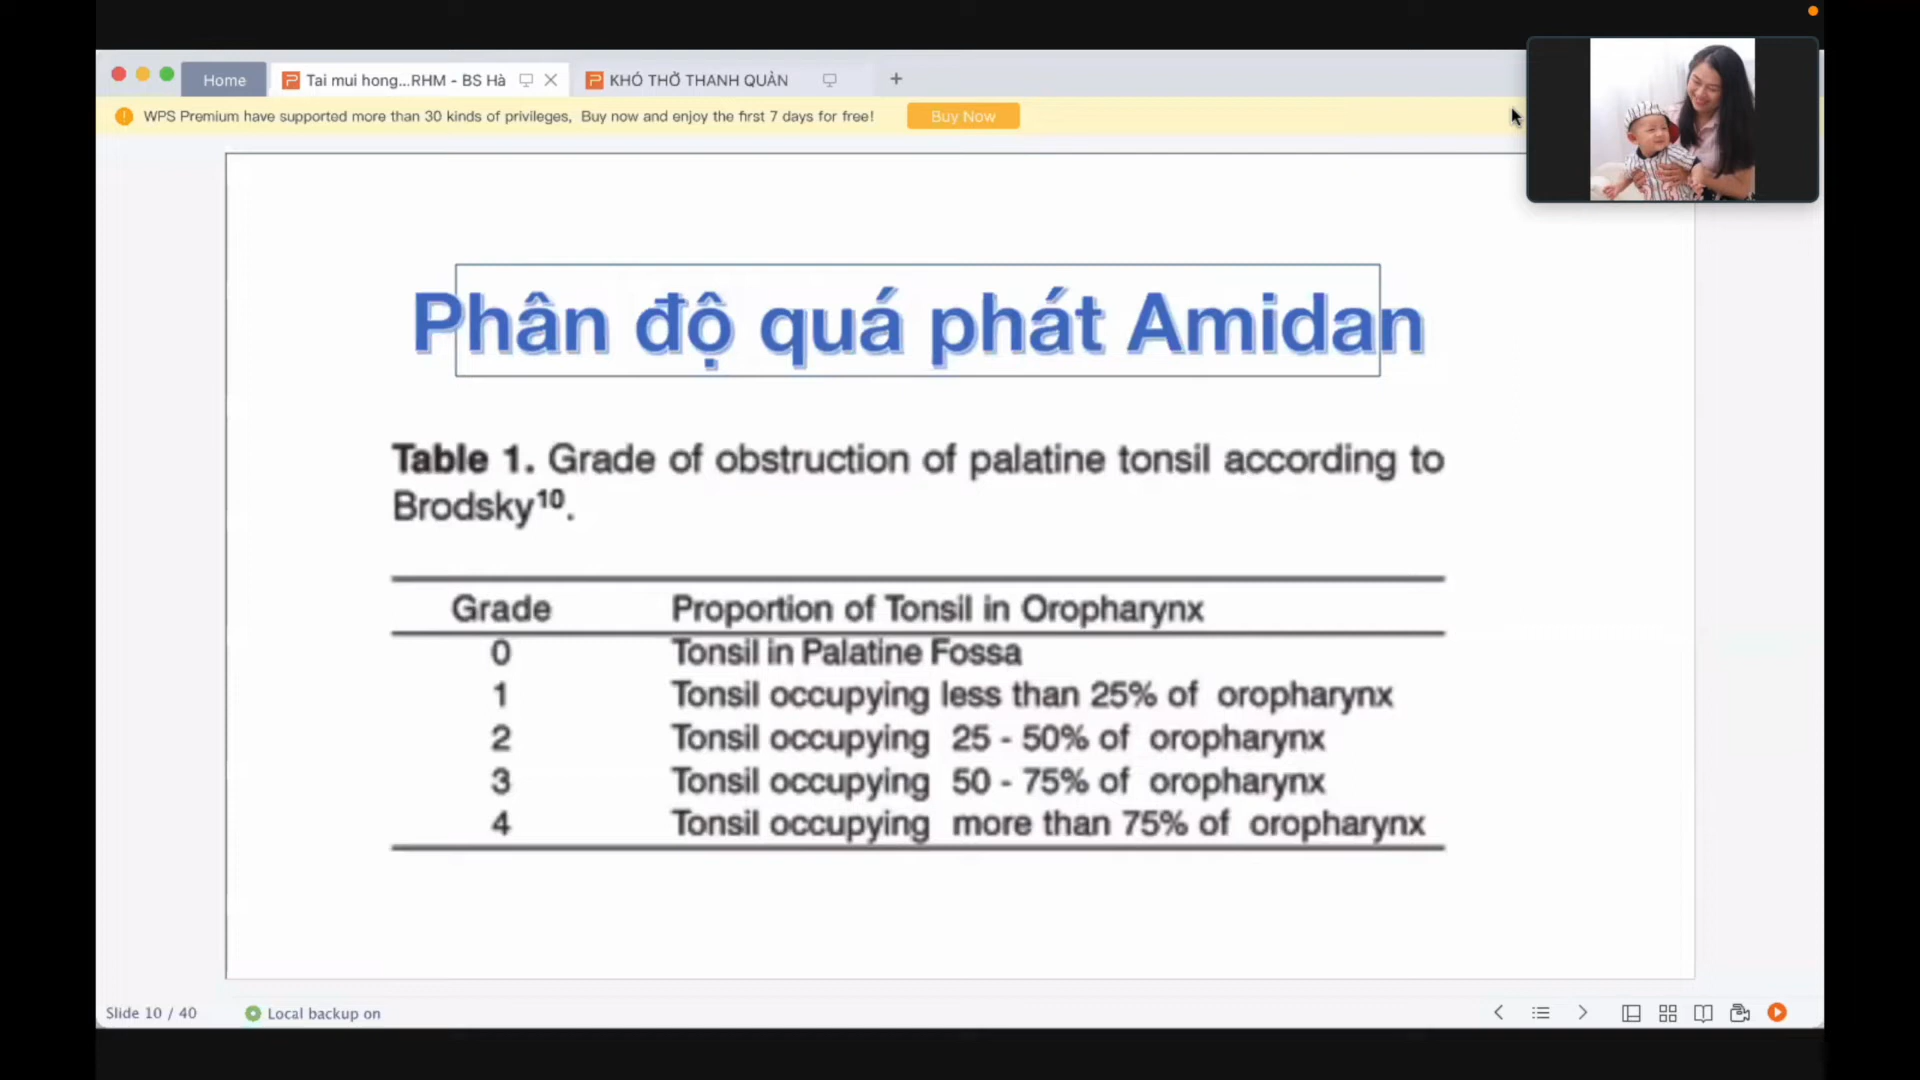 Home
Tai mui hong...RHM - BS Hà
KHÓ THỞ THANH QUẢN
WPS Premium have supported more than 30 kinds of privileges, Buy now and enjoy the first 7 days for free!
Buy Now
Phân độ quá phát Amidan
Table 1. Grade of obstruction of palatine tonsil according to
Brodsky¹⁰.
Grade Proportion of Tonsil in Oropharynx
0 Tonsil in Palatine Fossa
1 Tonsil occupying less than 25% of oropharynx
2 Tonsil occupying 25 - 50% of oropharynx
3 Tonsil occupying 50 - 75% of oropharynx
4 Tonsil occupying more than 75% of oropharynx
Slide 10 / 40
Local backup on